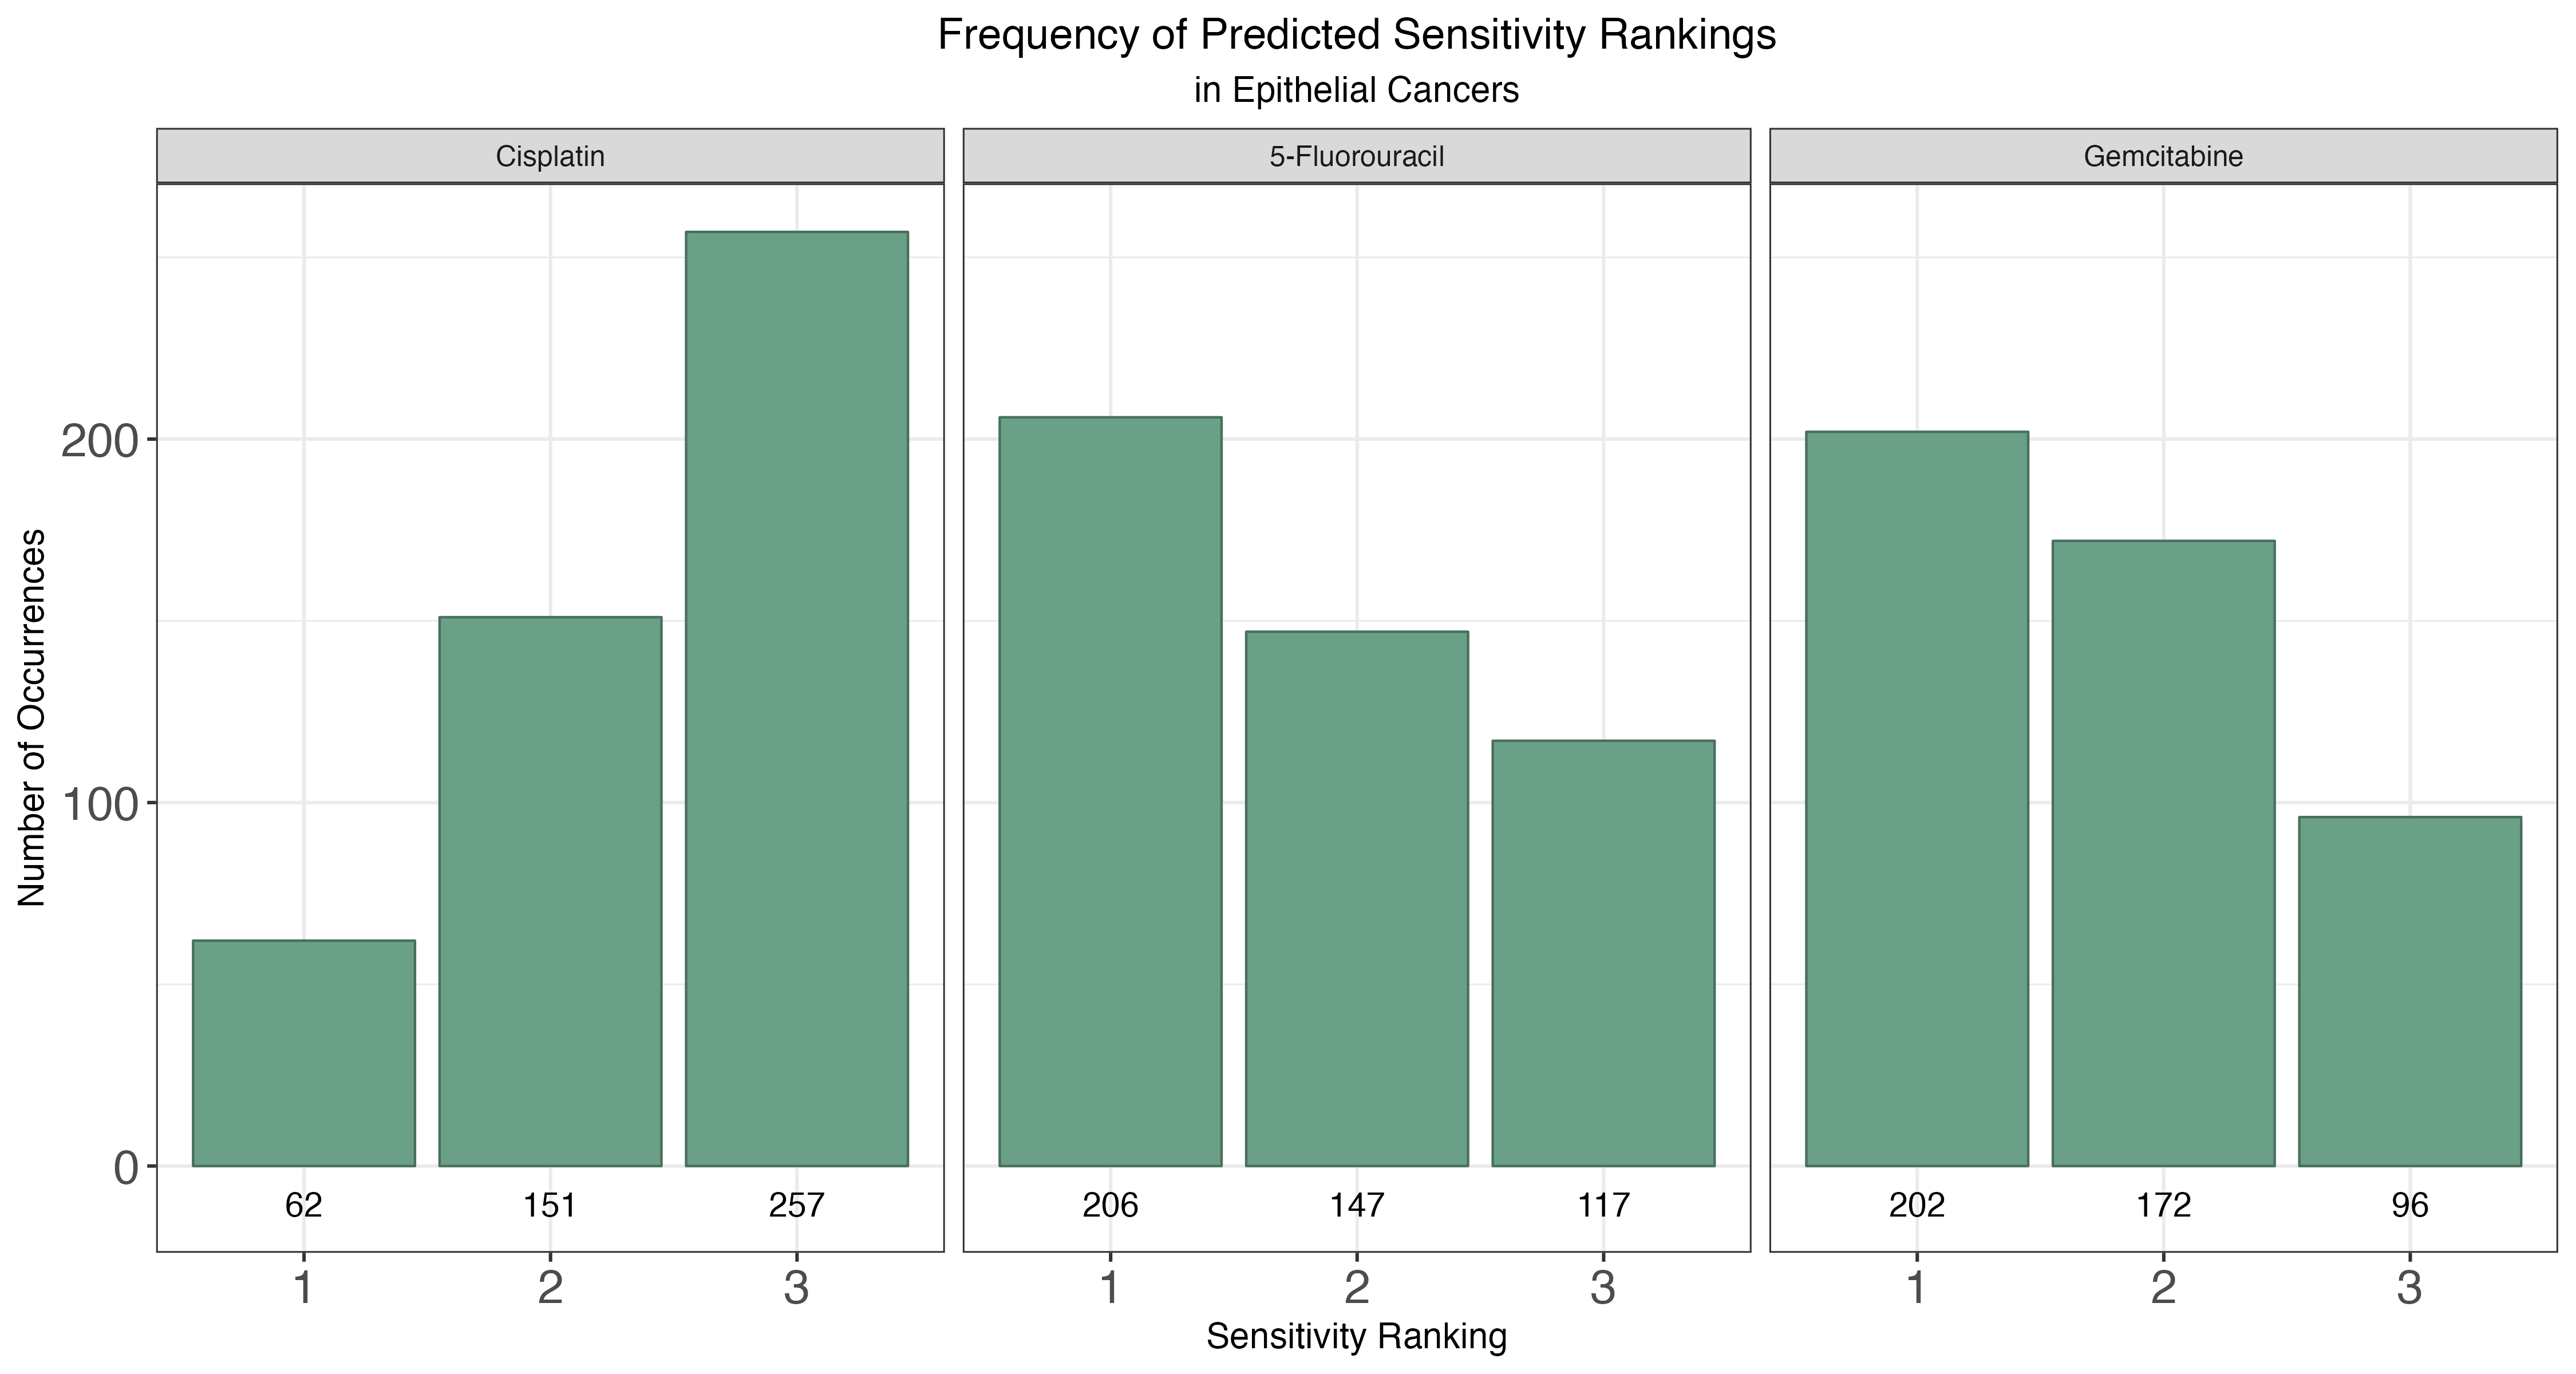 Frequency of Predicted Sensitivity Rankings
in Epithelial Cancers
Cisplatin 5-Fluorouracil Gemcitabine
Number of Occurrences
200
100
0
62 151 257 206 147 117 202 172 96
1 2 3 1 2 3 1 2 3
Sensitivity Ranking